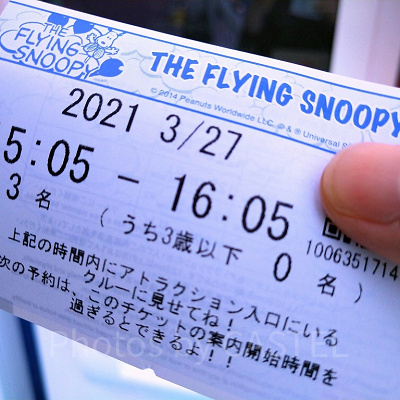 THE FLYING SNOOPY
THE FLYING SNOOPY
© 2014 Peanuts Worldwide LLC. © & ® Universal S
2021 3/27
5:05 - 16:05
3 名 (うち3歳以下 0 名)
1006351714
上記の時間内にアトラクション入口にいる
クルーに見せてね!
次の予約は、このチケットの案内開始時間を
過ぎるとできるよ!!
Photos by CASTEL